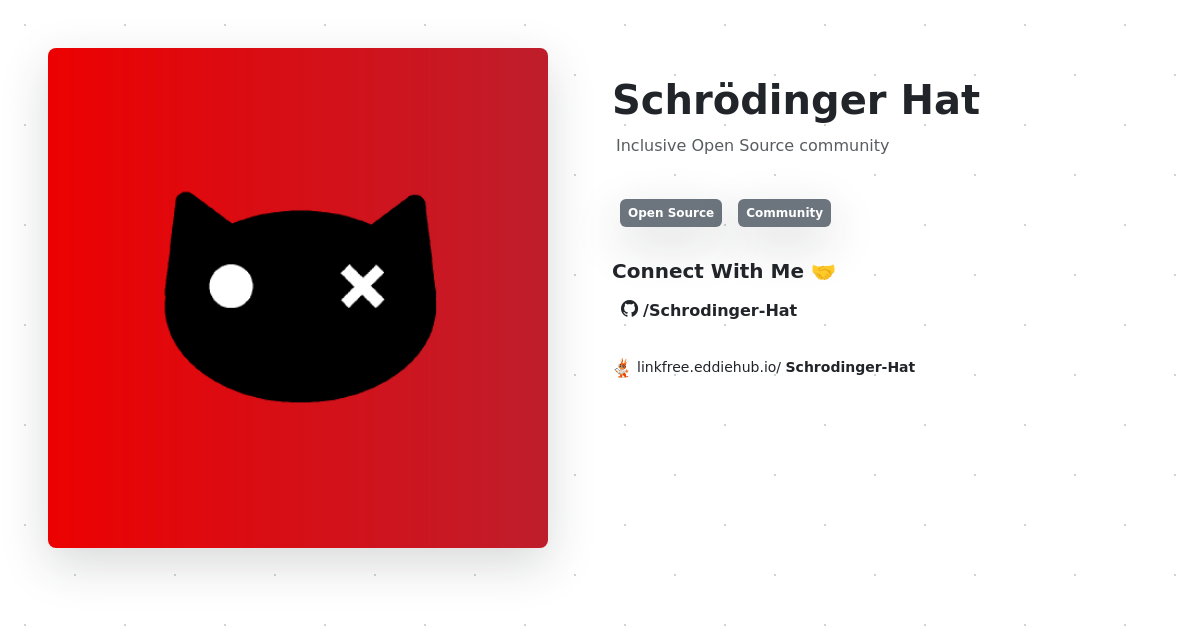 Schrödinger Hat
Inclusive Open Source community
Open Source Community
Connect With Me 🤝
/Schrodinger-Hat
linkfree.eddiehub.io/ Schrodinger-Hat